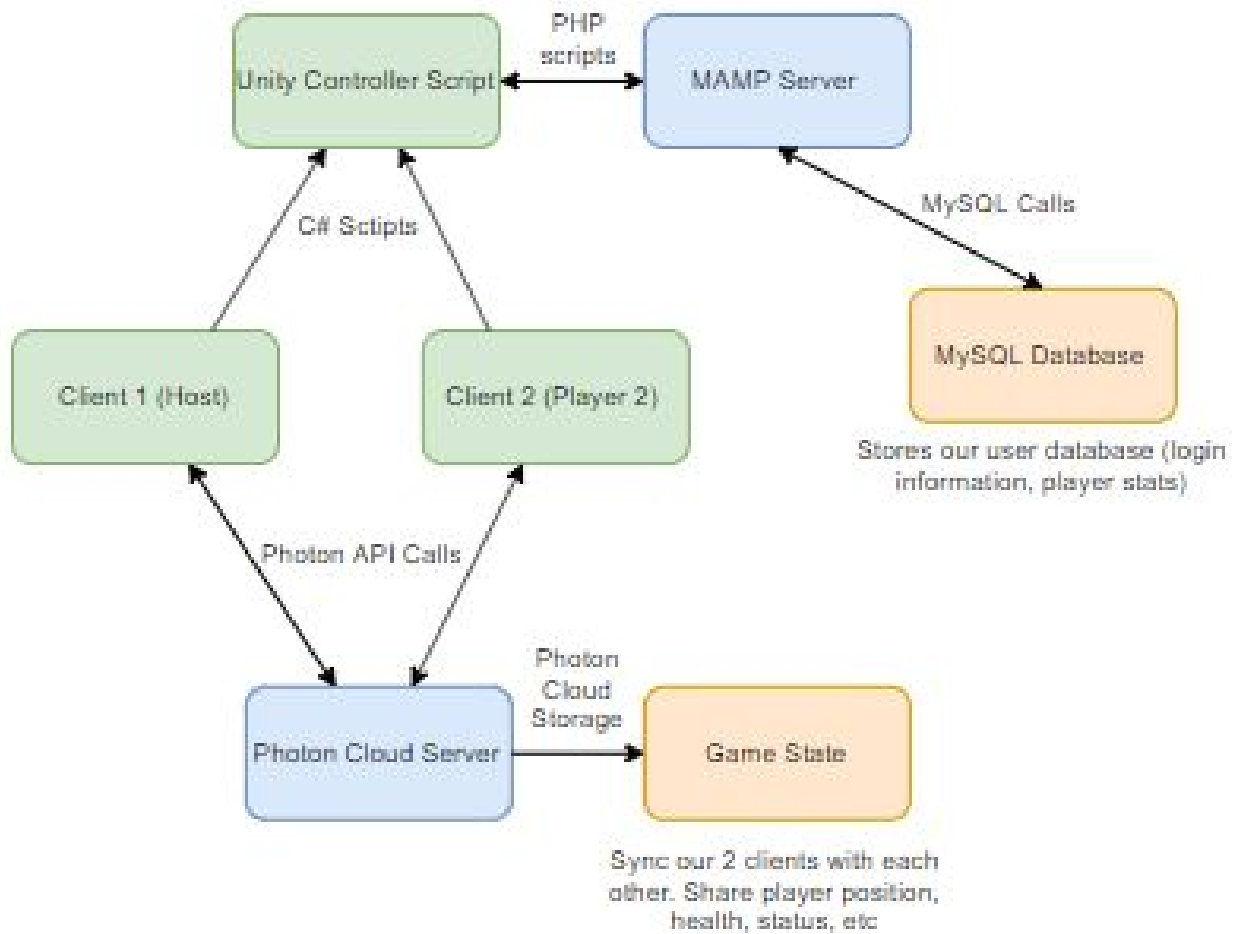 PHP
scripts
Unity Controller Script
MAMP Server
MySQL Calls
C# Sctipts
MySQL Database
Client 1 (Host)
Client 2 (Player 2)
Stores our user database (login
information, player stats)
Photon API Calls
Photon
Cloud
Storage
Photon Cloud Server
Game State
Sync our 2 clients with each
other. Share player position,
health, status, etc